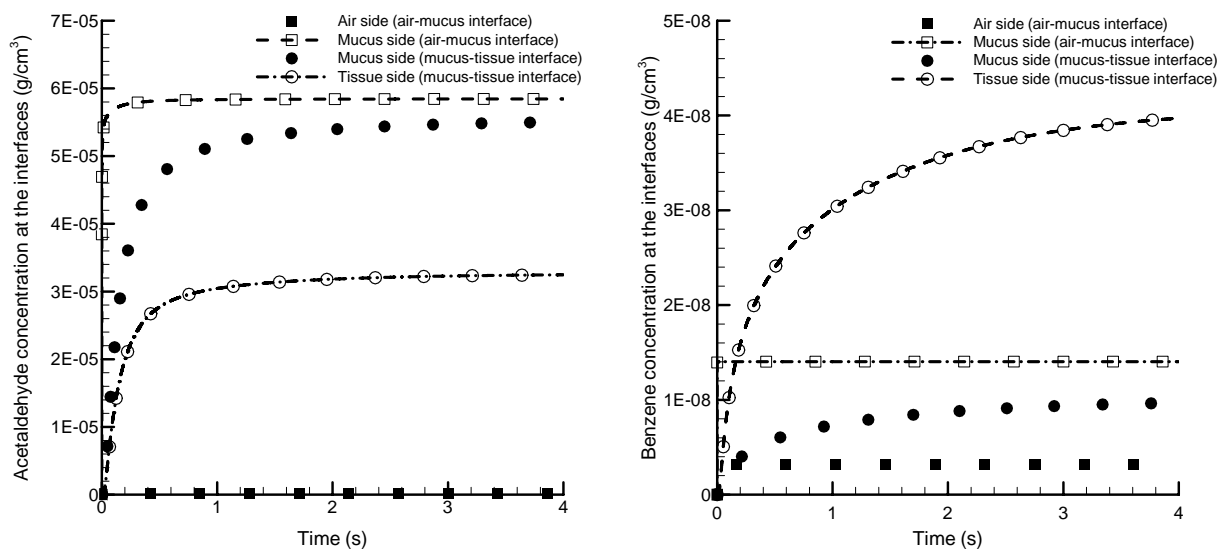 Acetaldehyde concentration at the interfaces (g/cm³)
7E-05
6E-05
5E-05
4E-05
3E-05
2E-05
1E-05
0
Air side (air-mucus interface)
Mucus side (air-mucus interface)
Mucus side (mucus-tissue interface)
Tissue side (mucus-tissue interface)
0 1 2 3 4
Time (s)
Benzene concentration at the interfaces (g/cm³)
5E-08
4E-08
3E-08
2E-08
1E-08
0
Air side (air-mucus interface)
Mucus side (air-mucus interface)
Mucus side (mucus-tissue interface)
Tissue side (mucus-tissue interface)
0 1 2 3 4
Time (s)